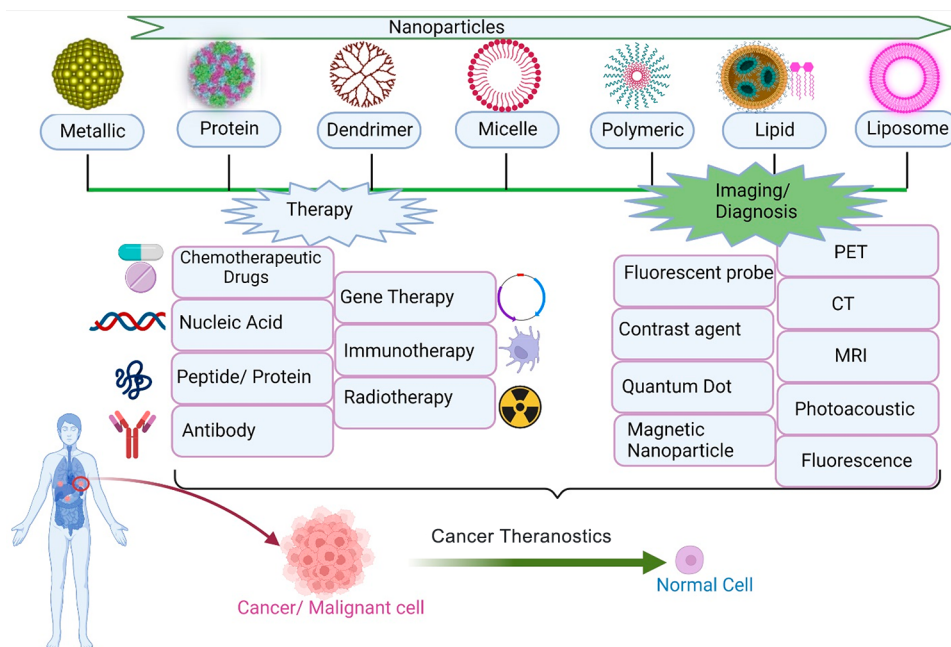 Nanoparticles
Metallic
Protein
Dendrimer
Micelle
Polymeric
Lipid
Liposome
Therapy
Imaging/
Diagnosis
Chemotherapeutic
Drugs
Nucleic Acid
Peptide/ Protein
Antibody
Gene Therapy
Immunotherapy
Radiotherapy
Fluorescent probe
Contrast agent
Quantum Dot
Magnetic
Nanoparticle
PET
CT
MRI
Photoacoustic
Fluorescence
Cancer Theranostics
Cancer/ Malignant cell
Normal Cell